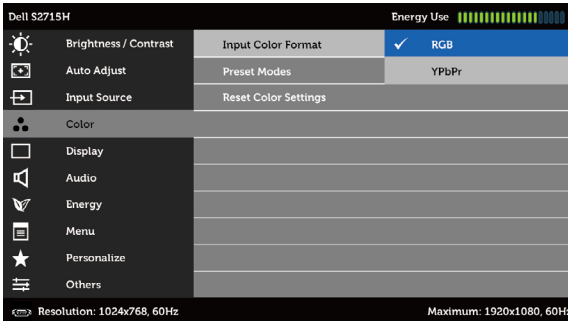 Dell S2715H Energy Use
Brightness / Contrast Input Color Format RGB
Auto Adjust Preset Modes YPbPr
Input Source Reset Color Settings
Color
Display
Audio
Energy
Menu
Personalize
Others
Resolution: 1024x768, 60Hz Maximum: 1920x1080, 60Hz